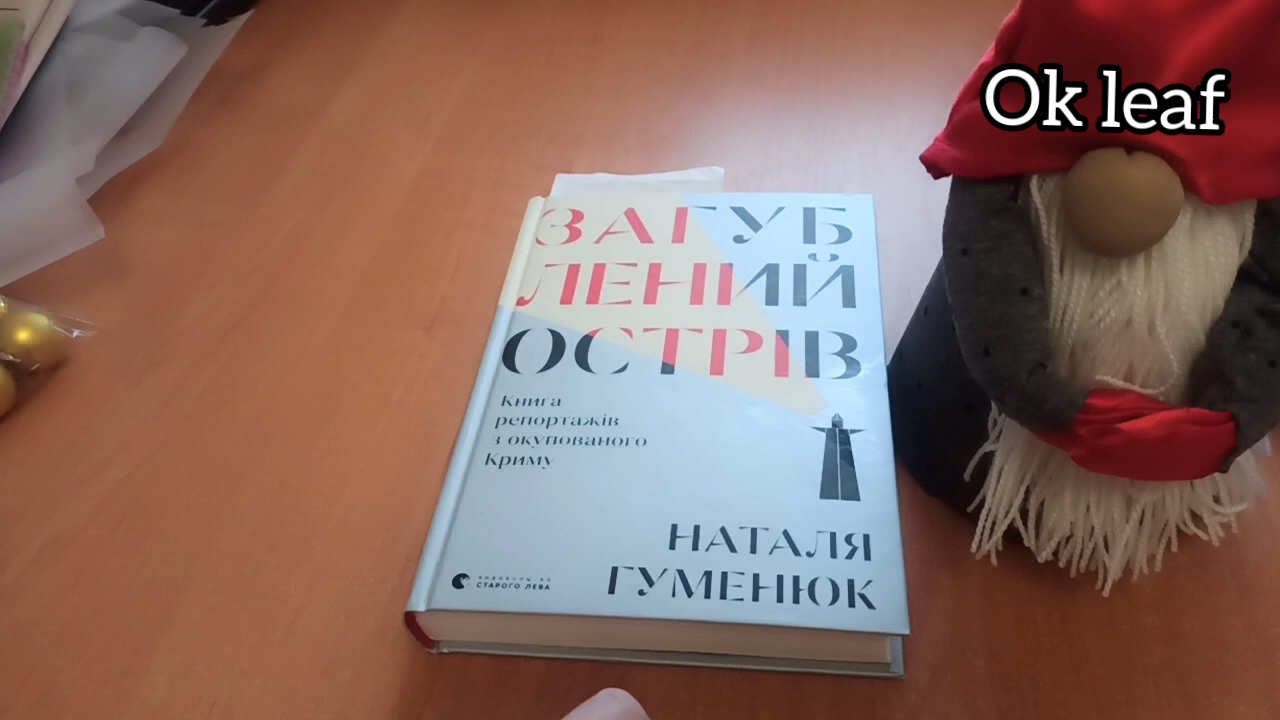 Ok leaf
ЗАГУБ
ЛЕНИЙ
ОСТРІВ
Книга
репортажів
з окупованого
Криму
НАТАЛЯ
ГУМЕНЮК
СТАРОГО ЛЕВА